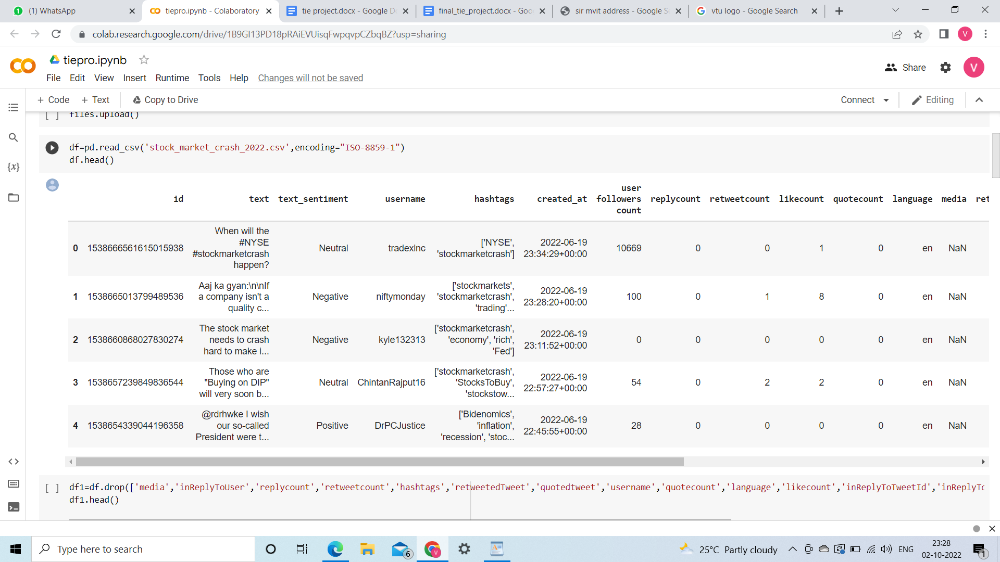 (1) WhatsApp
tiepro.ipynb - Colaboratory
tie project.docx - Google D
final_tie_project.docx - Goo
sir mvit address - Google S
vtu logo - Google Search
colab.research.google.com/drive/1B9GI13PD18pRAiEVUisqFwpqvpCZbqBZ?usp=sharing
V
tiepro.ipynb
Share
V
File Edit View Insert Runtime Tools Help Changes will not be saved
+ Code + Text Copy to Drive
Connect Editing
[ ] files.upload()
df=pd.read_csv('stock_market_crash_2022.csv',encoding="ISO-8859-1")
df.head()
id text text_sentiment username hashtags created_at user followers count replycount retweetcount likecount quotecount language media ret
0 1538666561615015938 When will the #NYSE #stockmarketcrash happen? Neutral tradexInc ['NYSE', 'stockmarketcrash'] 2022-06-19 23:34:29+00:00 10669 0 0 1 0 en NaN
1 1538665013799489536 Aaj ka gyan:\n\nIf a company isn't a quality c... Negative niftymonday ['stockmarkets', 'stockmarketcrash', 'trading'... 2022-06-19 23:28:20+00:00 100 0 1 8 0 en NaN
2 1538660868027830274 The stock market needs to crash hard to make i... Negative kyle132313 ['stockmarketcrash', 'economy', 'rich', 'Fed'] 2022-06-19 23:11:52+00:00 0 0 0 0 0 en NaN
3 1538657239849836544 Those who are "Buying on DIP" will very soon b... Neutral ChintanRajput16 ['stockmarketcrash', 'StocksToBuy', 'stockstow... 2022-06-19 22:57:27+00:00 54 0 2 2 0 en NaN
4 1538654339044196358 @rdrhwke I wish our so-called President were t... Positive DrPCJustice ['Bidenomics', 'inflation', 'recession', 'stoc... 2022-06-19 22:45:55+00:00 28 0 0 0 0 en NaN
[ ] df1=df.drop(['media','inReplyToUser','replycount','retweetcount','hashtags','retweetedTweet','quotedtweet','username','quotecount','language','likecount','inReplyToTweetId','inReplyTo
df1.head()
Type here to search
6
V
25°C Partly cloudy
ENG
23:28
02-10-2022
1